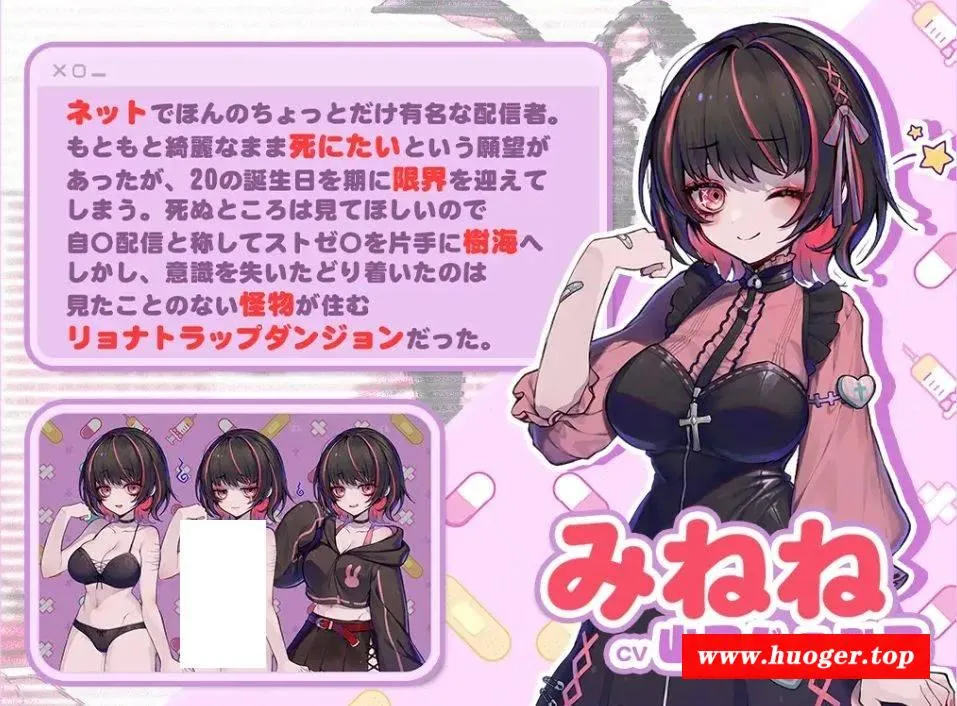 ネットでほんのちょっとだけ有名な配信者。
もともと綺麗なまま死にたいという願望が
あったが、20の誕生日を期に限界を迎えて
しまう。死ぬところは見てほしいので
自〇配信と称してストゼ〇を片手に樹海へ
しかし、意識を失いたどり着いたのは
見たことのない怪物が住む
リョナトラップダンジョンだった。
みねね
CV
www.huoger.top